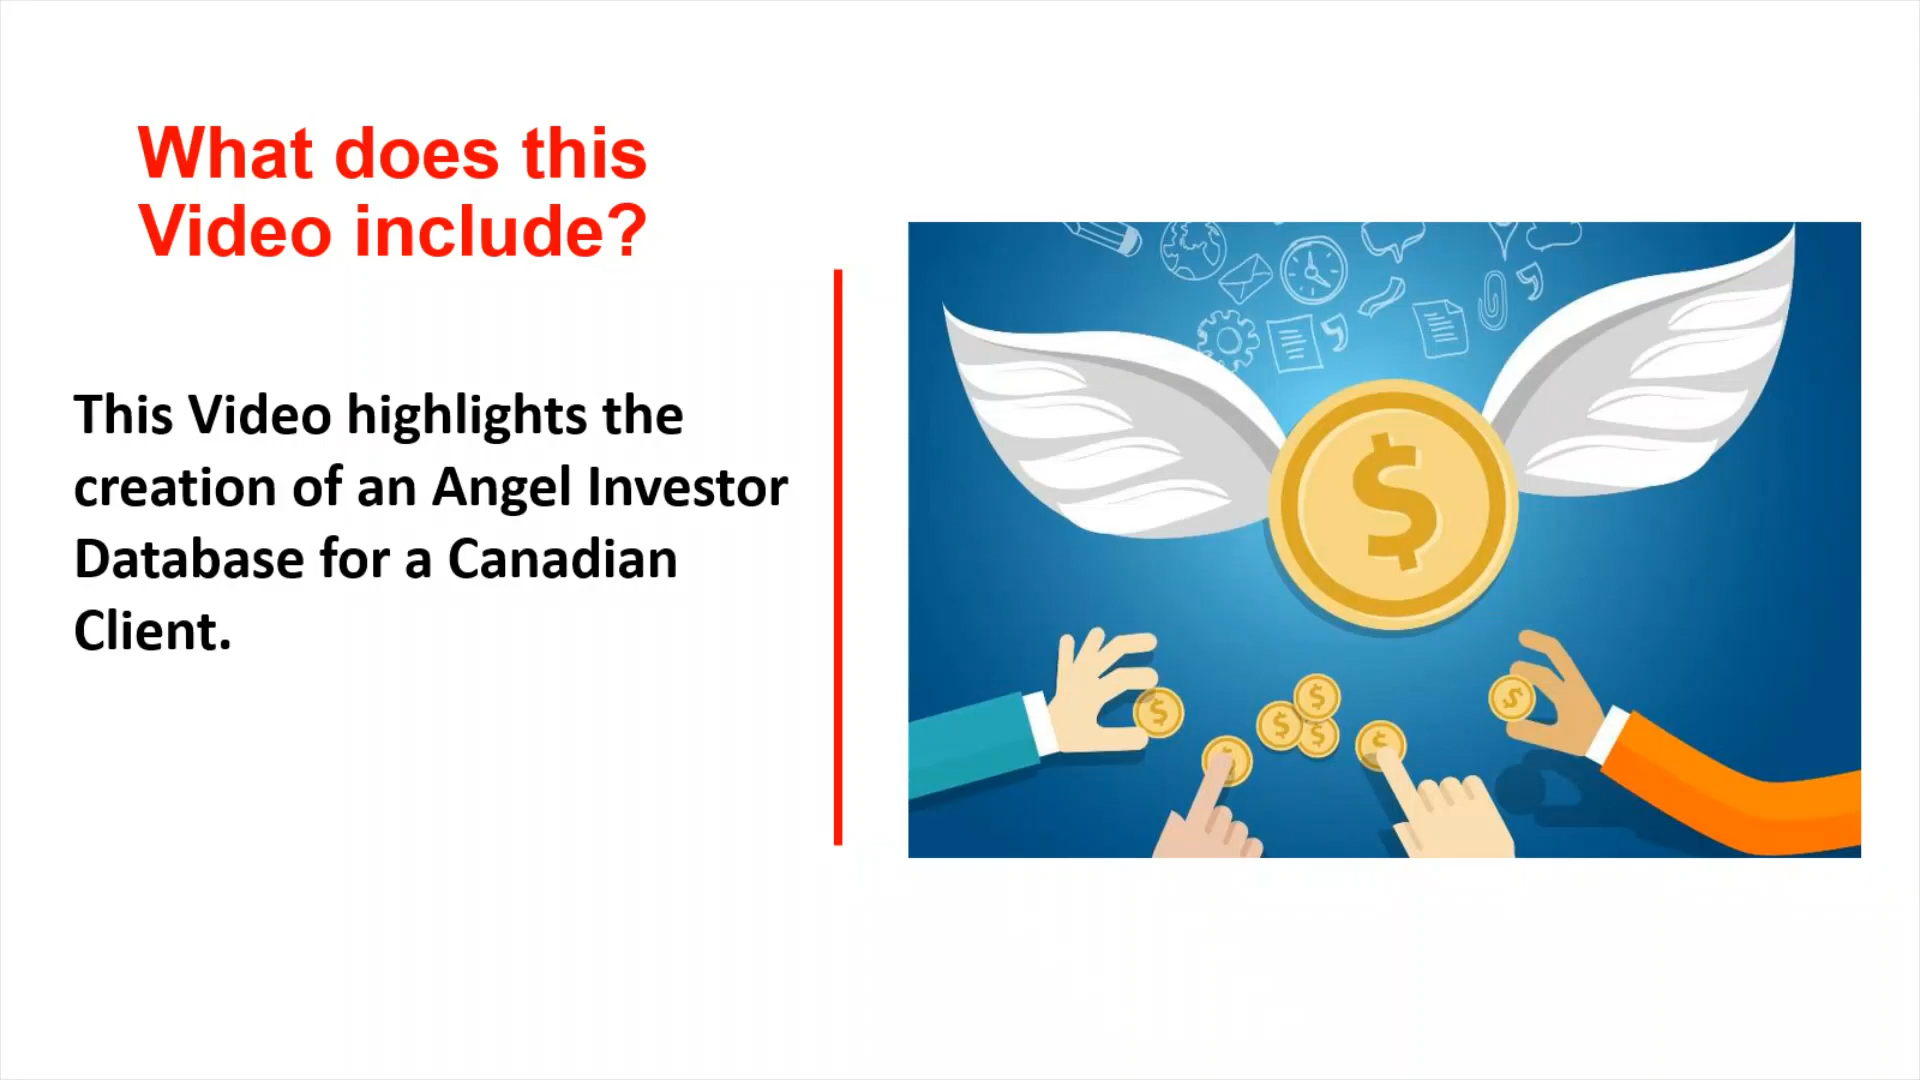 What does this
Video include?
This Video highlights the
creation of an Angel Investor
Database for a Canadian
Client.